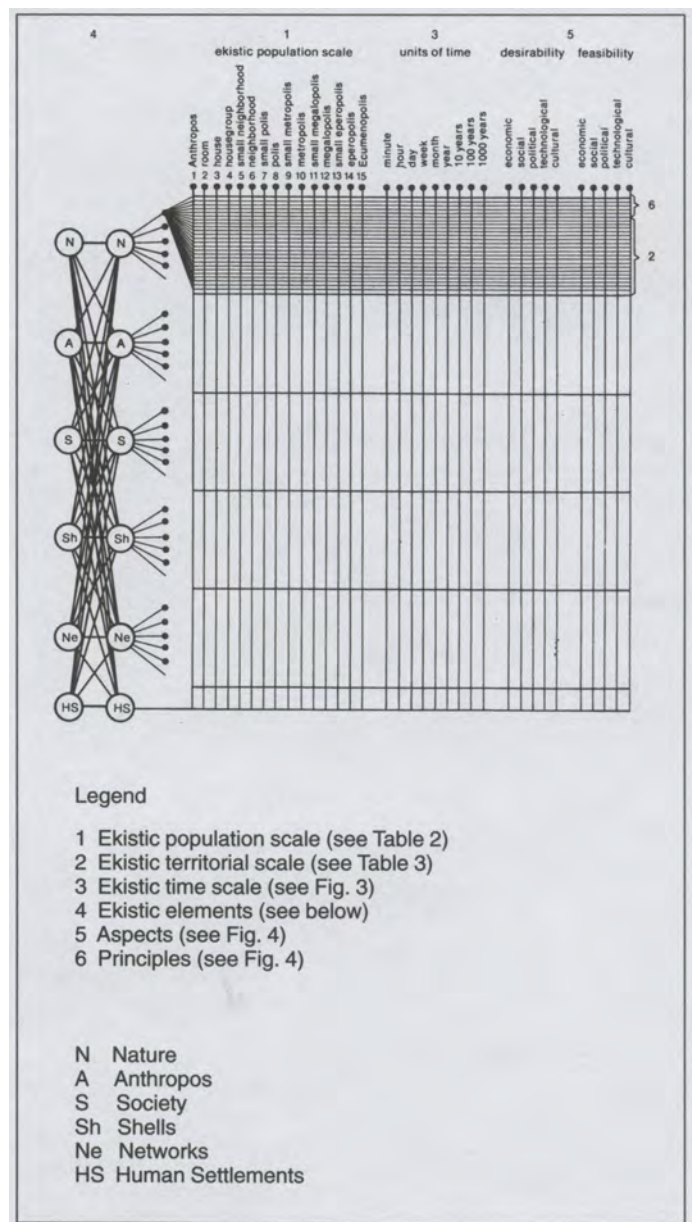 4 1 3 5
ekistic population scale units of time desirability feasibility
Anthropos
room
house
housegroup
small neighborhood
neighborhood
small polis
polis
small metropolis
metropolis
small megalopolis
megalopolis
small eperopolis
eperopolis
Ecumenopolis
minute
hour
day
week
month
year
10 years
100 years
1000 years
economic
social
political
technological
cultural
economic
social
political
technological
cultural
1 2 3 4 5 6 7 8 9 10 11 12 13 14 15
6
N N
2
A A
S S
Sh Sh
Ne Ne
HS HS
Legend
1 Ekistic population scale (see Table 2)
2 Ekistic territorial scale (see Table 3)
3 Ekistic time scale (see Fig. 3)
4 Ekistic elements (see below)
5 Aspects (see Fig. 4)
6 Principles (see Fig. 4)
N Nature
A Anthropos
S Society
Sh Shells
Ne Networks
HS Human Settlements